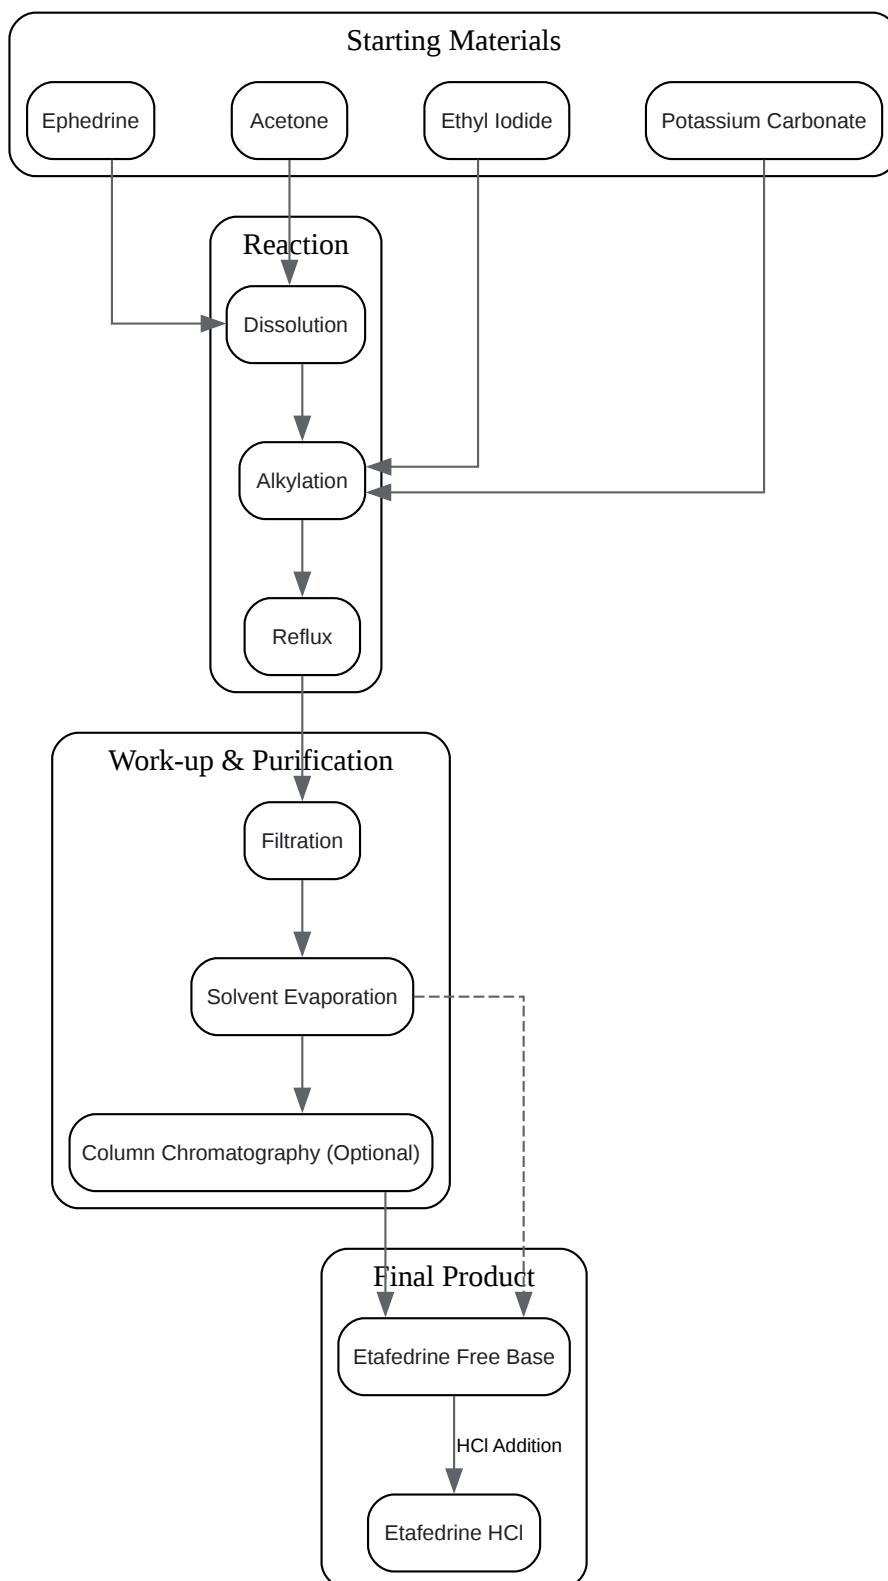 Starting Materials
Ephedrine
Acetone
Ethyl Iodide
Potassium Carbonate
Reaction
Dissolution
Alkylation
Reflux
Work-up & Purification
Filtration
Solvent Evaporation
Column Chromatography (Optional)
Final Product
Etafedrine Free Base
HCl Addition
Etafedrine HCl